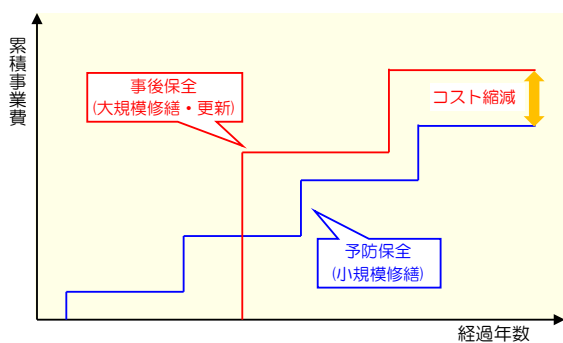 累積事業費
事後保全
(大規模修繕・更新)
コスト縮減
予防保全
(小規模修繕)
経過年数